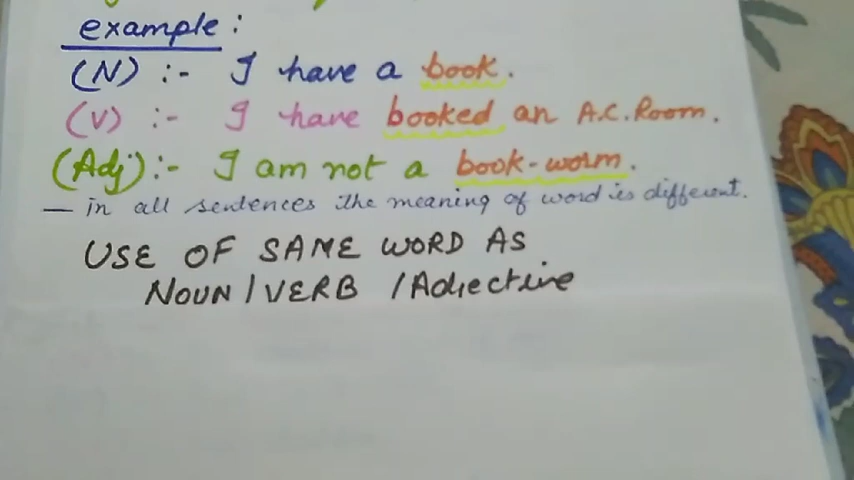 example:
(N) :- I have a book.
(V) :- I have booked an A.C. Room.
(Adj) :- I am not a book-worm.
— in all sentences the meaning of word is different.
USE OF SAME WORD AS
NOUN / VERB / Adjective